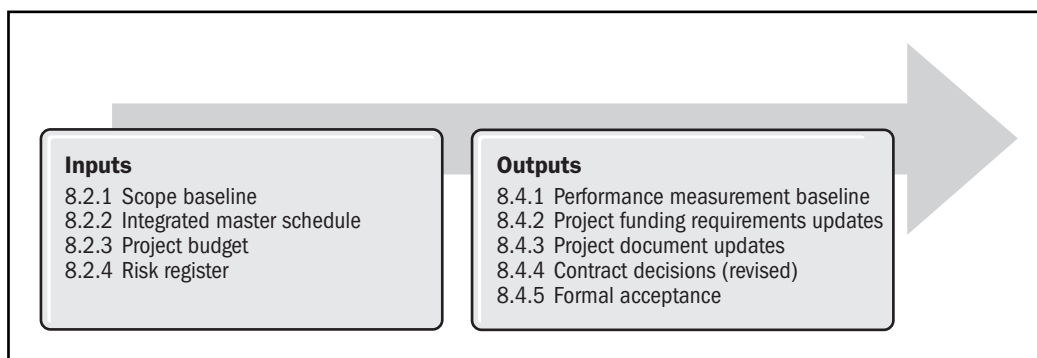 Inputs
8.2.1 Scope baseline
8.2.2 Integrated master schedule
8.2.3 Project budget
8.2.4 Risk register
Outputs
8.4.1 Performance measurement baseline
8.4.2 Project funding requirements updates
8.4.3 Project document updates
8.4.4 Contract decisions (revised)
8.4.5 Formal acceptance